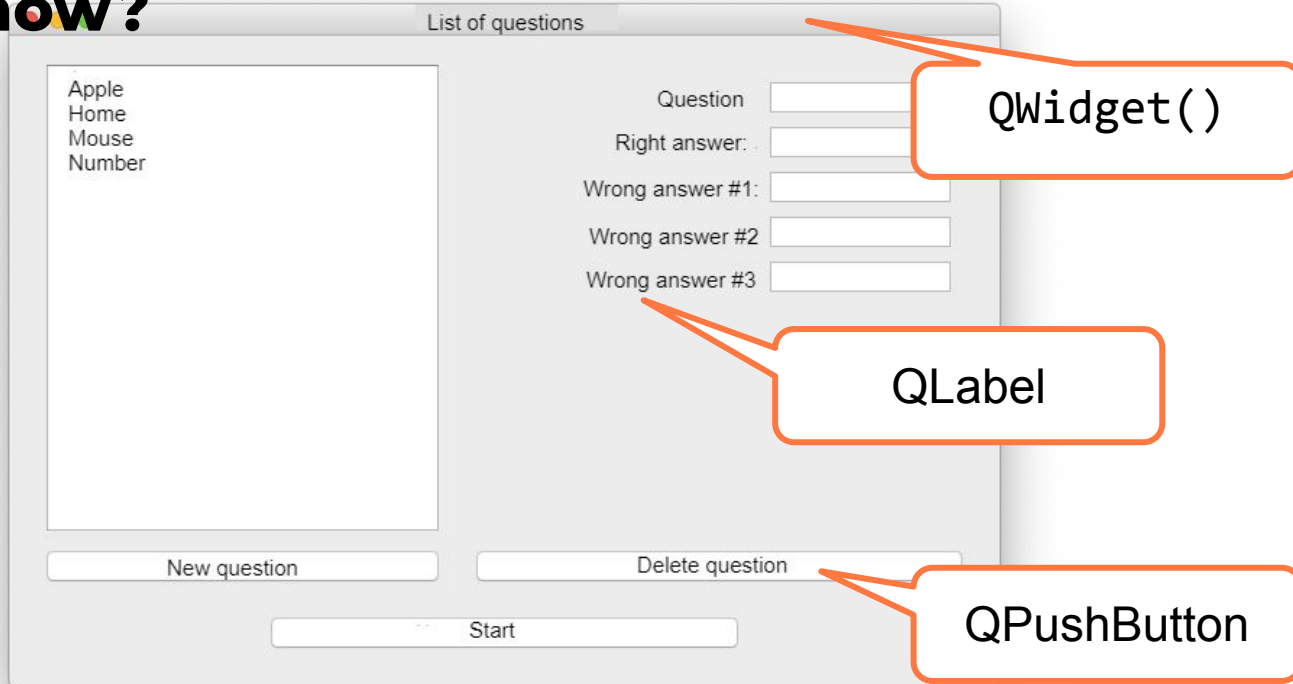 now?
List of questions
QWidget()
Apple
Home
Mouse
Number
Question
Right answer:
Wrong answer #1:
Wrong answer #2
Wrong answer #3
QLabel
New question
Delete question
Start
QPushButton